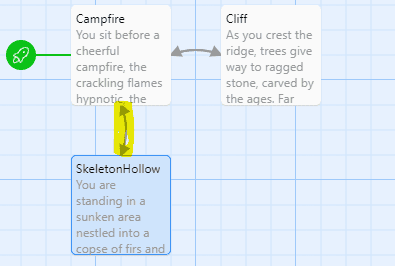 Campfire
You sit before a
cheerful
campfire, the
crackling flames
hypnotic, the
Cliff
As you crest the
ridge, trees give
way to ragged
stone, carved by
the ages. Far
SkeletonHollow
You are
standing in a
sunken area
nestled into a
copse of firs and